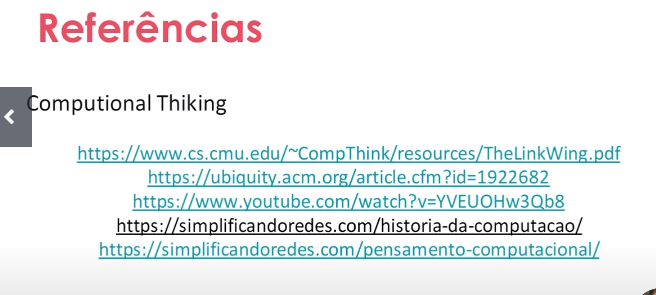 Referências
Computional Thiking
https://www.cs.cmu.edu/~CompThink/resources/TheLinkWing.pdf
https://ubiquity.acm.org/article.cfm?id=1922682
https://www.youtube.com/watch?v=YVEUOHw3Qb8
https://simplificandoredes.com/historia-da-computacao/
https://simplificandoredes.com/pensamento-computacional/